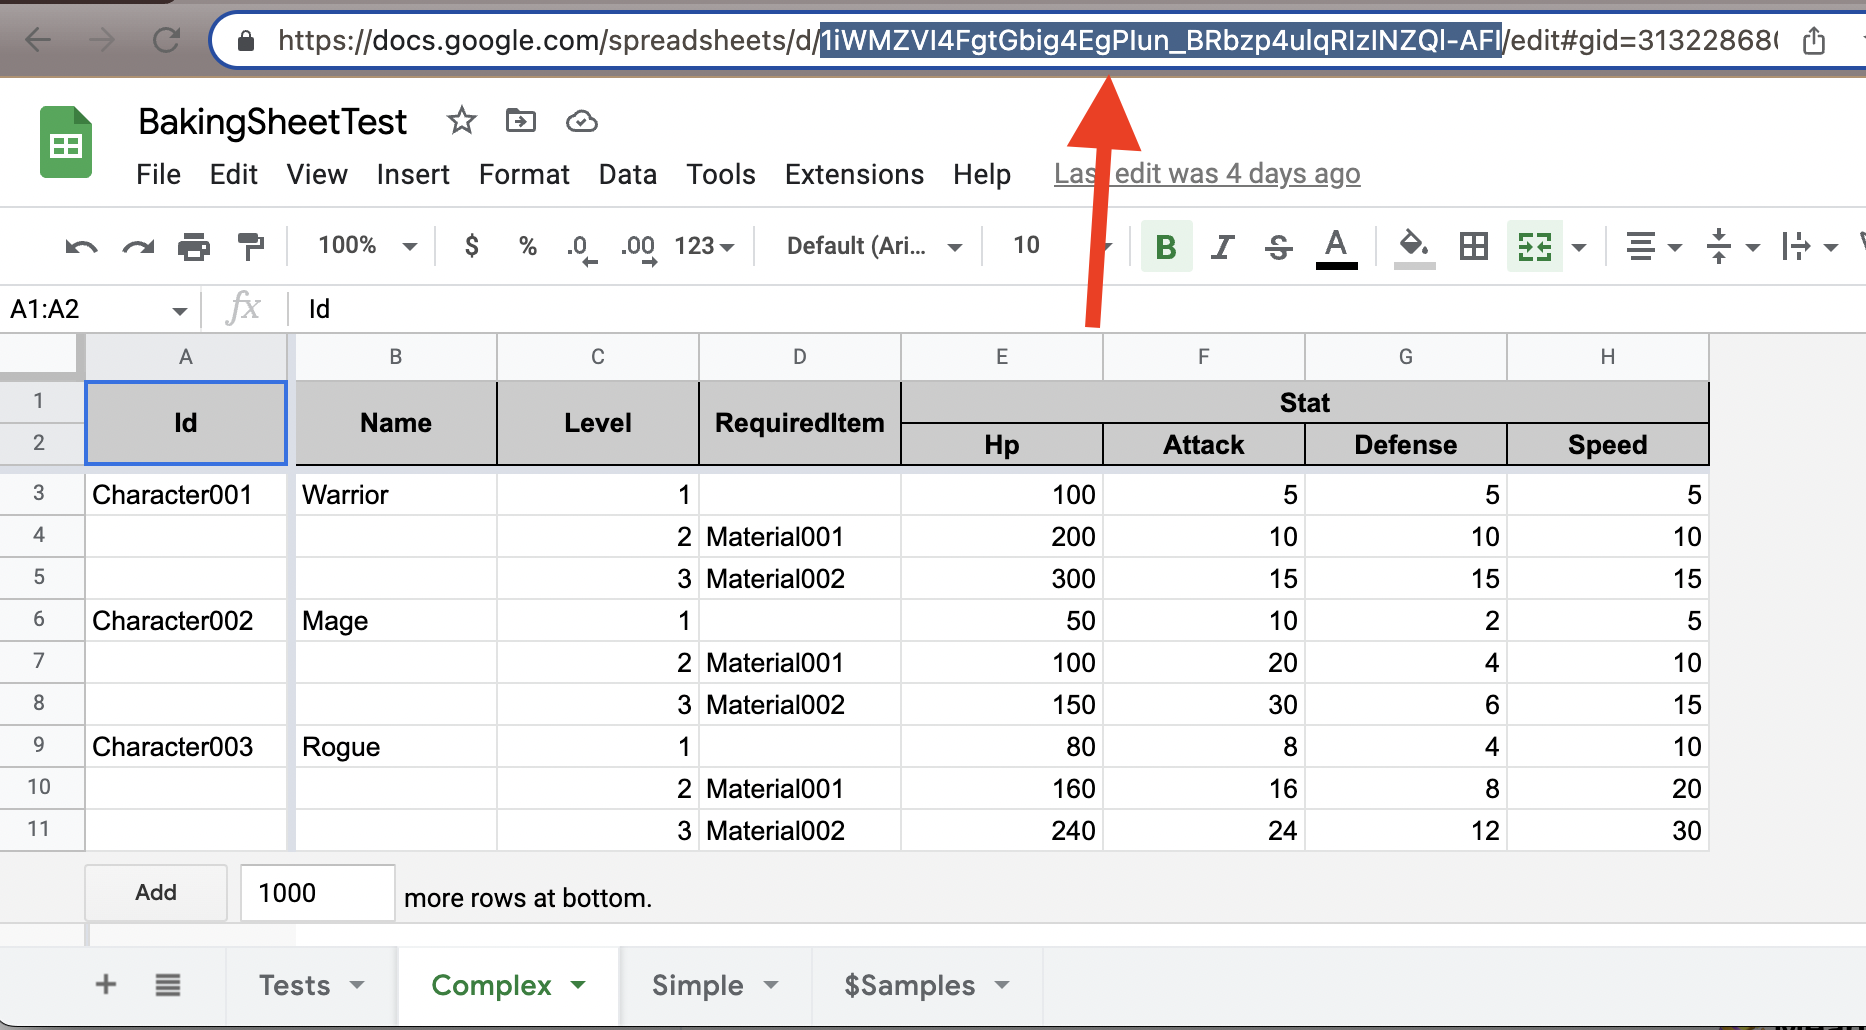 https://docs.google.com/spreadsheets/d/1iWMZVI4FgtGbig4EgPIun_BRbzp4ulqRIzINZQl-AFI/edit#gid=31322868
BakingSheetTest
File Edit View Insert Format Data Tools Extensions Help Last edit was 4 days ago
100% $ % .0 .00 123 Default (Ari... 10 B I S A
A1:A2 fx Id
A B C D E F G H
1 Id Name Level RequiredItem Stat
2 Hp Attack Defense Speed
3 Character001 Warrior 1 100 5 5 5
4 2 Material001 200 10 10 10
5 3 Material002 300 15 15 15
6 Character002 Mage 1 50 10 2 5
7 2 Material001 100 20 4 10
8 3 Material002 150 30 6 15
9 Character003 Rogue 1 80 8 4 10
10 2 Material001 160 16 8 20
11 3 Material002 240 24 12 30
Add 1000 more rows at bottom.
+ Tests Complex Simple $Samples